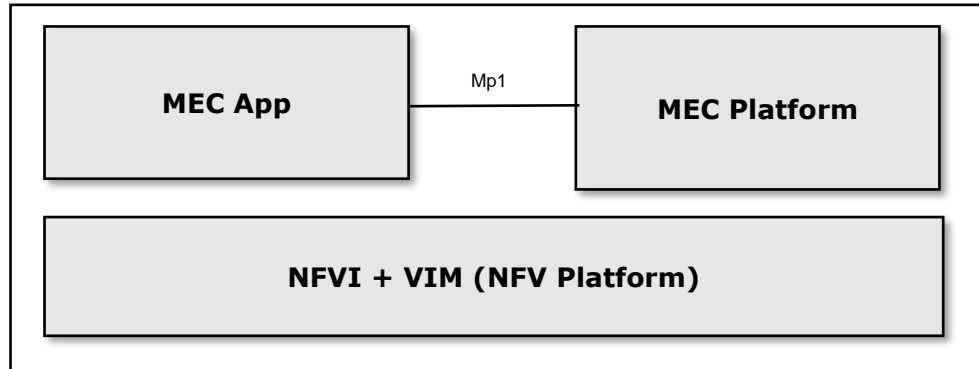 MEC App
Mp1
MEC Platform
NFVI + VIM (NFV Platform)